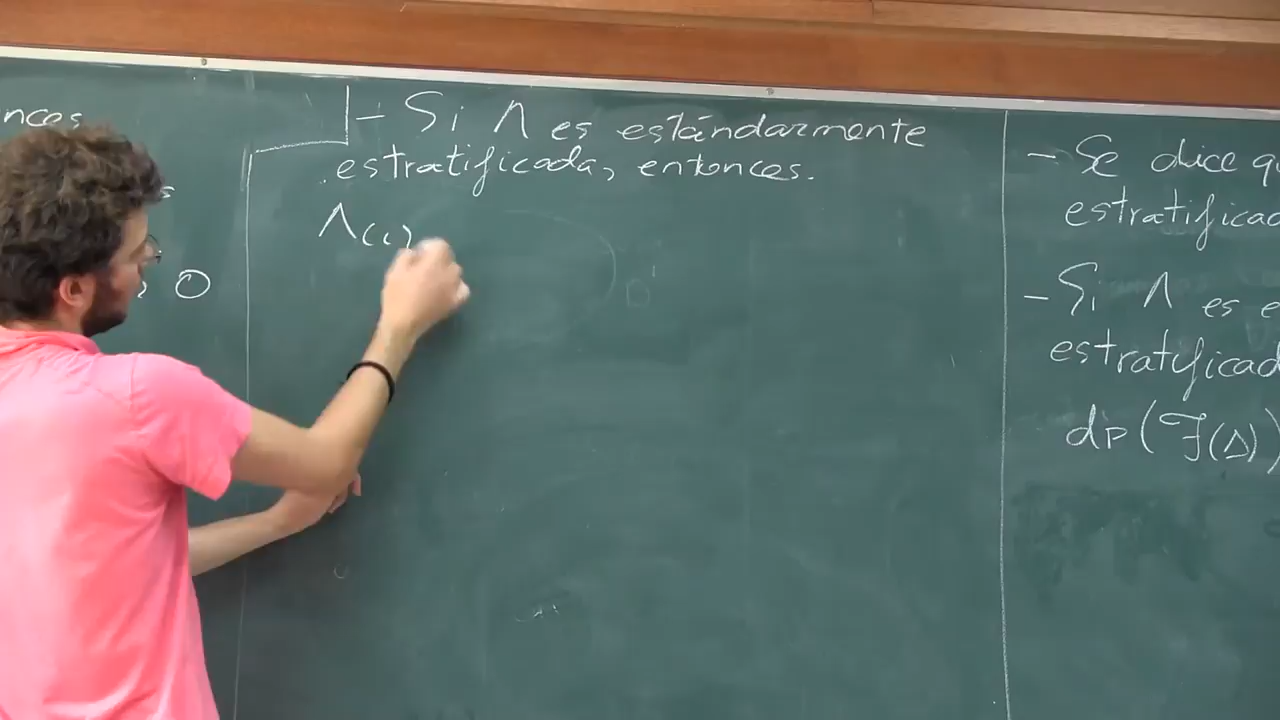 nces
s
, 0
- Si Λ es estándarmente
estratificada, entonces.
Λ(i)
- Se dice qu
estratificad
- Si Λ es e
estratificad
dp(F(Δ))